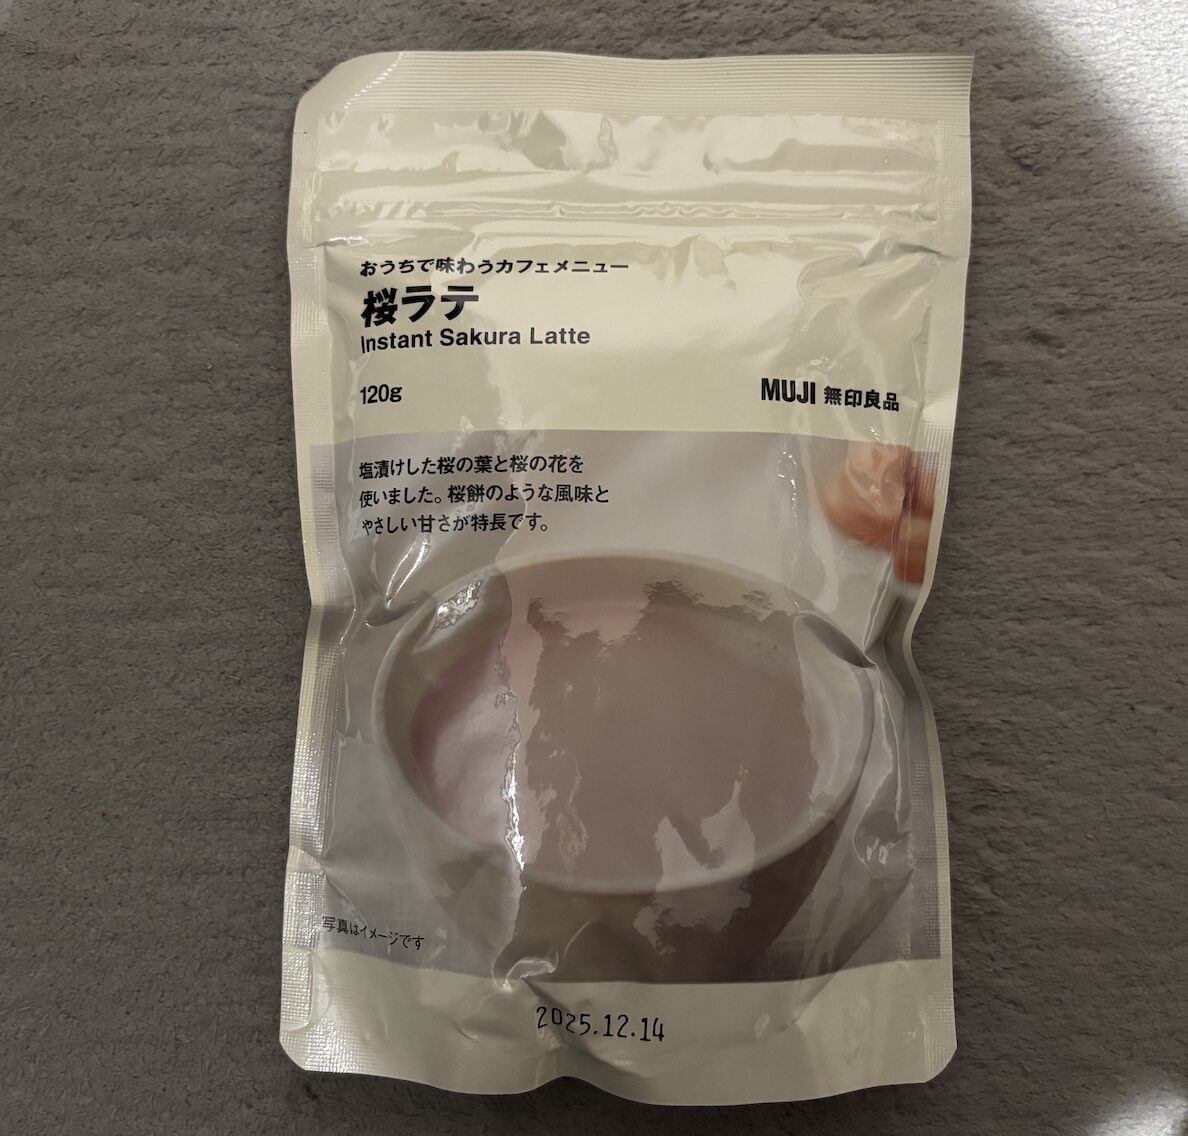 おうちで味わうカフェメニュー
桜ラテ
Instant Sakura Latte
120g
MUJI 無印良品
塩漬けした桜の葉と桜の花を
使いました。桜餅のような風味と
やさしい甘さが特長です。
写真はイメージです
2025.12.14